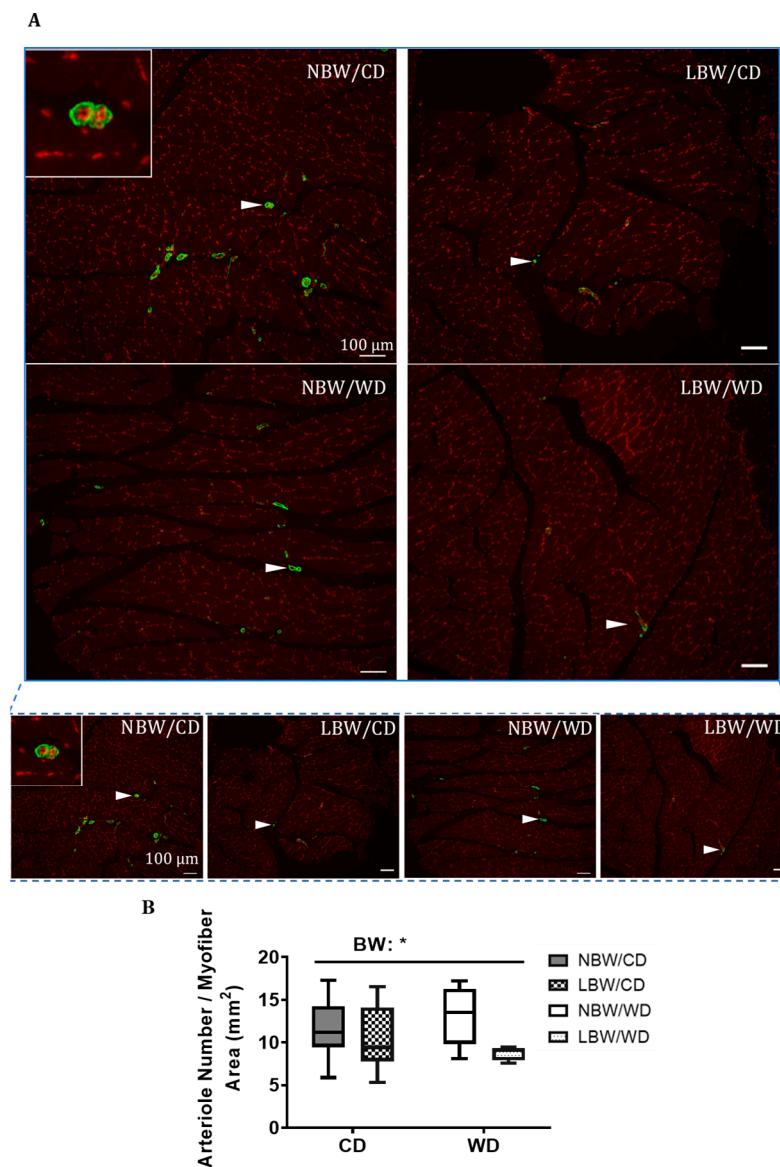 A
NBW/CD
LBW/CD
100 µm
NBW/WD
LBW/WD
NBW/CD
LBW/CD
NBW/WD
LBW/WD
100 µm
B
BW: *
Arteriole Number / Myofiber
Area (mm²)
20
15
10
5
0
CD
WD
NBW/CD
LBW/CD
NBW/WD
LBW/WD